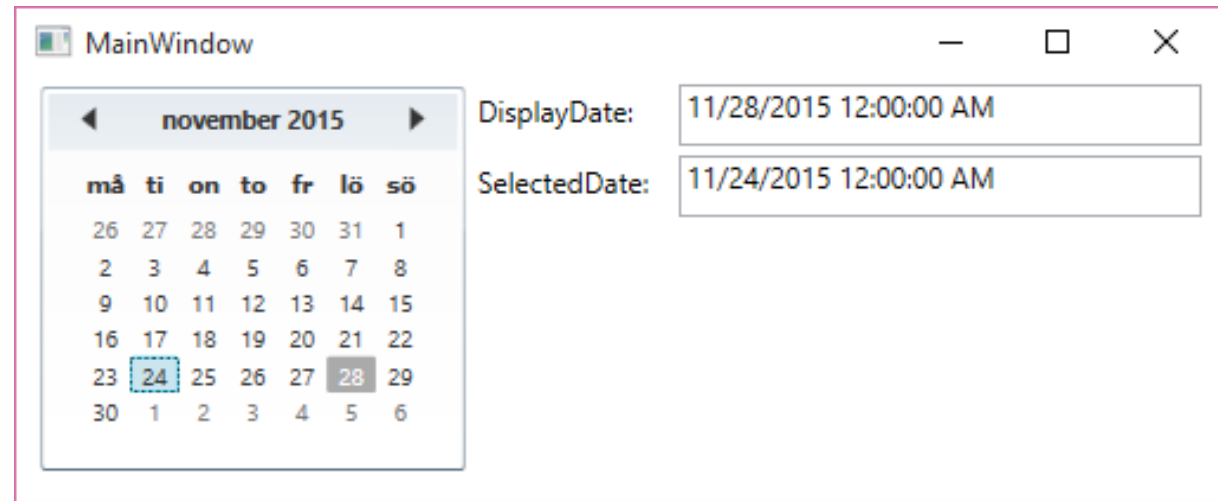 MainWindow
november 2015
må ti on to fr lö sö
26 27 28 29 30 31 1
2 3 4 5 6 7 8
9 10 11 12 13 14 15
16 17 18 19 20 21 22
23 24 25 26 27 28 29
30 1 2 3 4 5 6
DisplayDate: 11/28/2015 12:00:00 AM
SelectedDate: 11/24/2015 12:00:00 AM